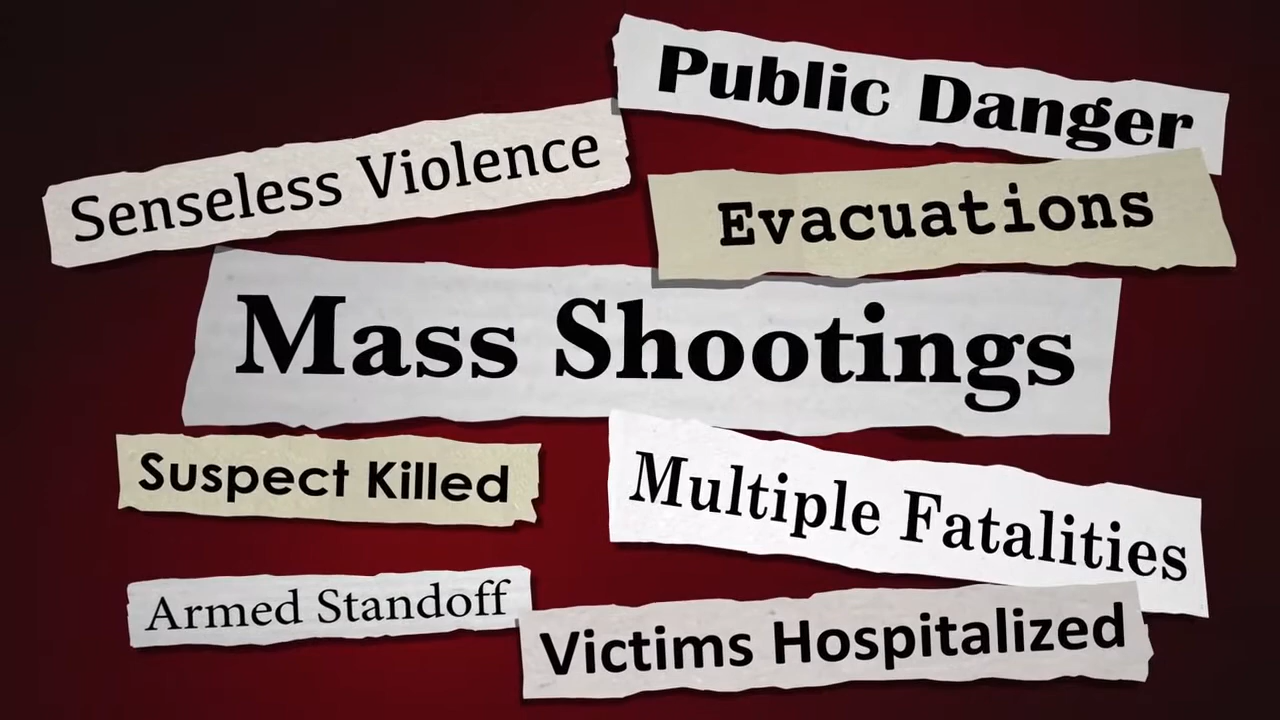 Public Danger
Senseless Violence
Evacuations
Mass Shootings
Suspect Killed
Multiple Fatalities
Armed Standoff
Victims Hospitalized